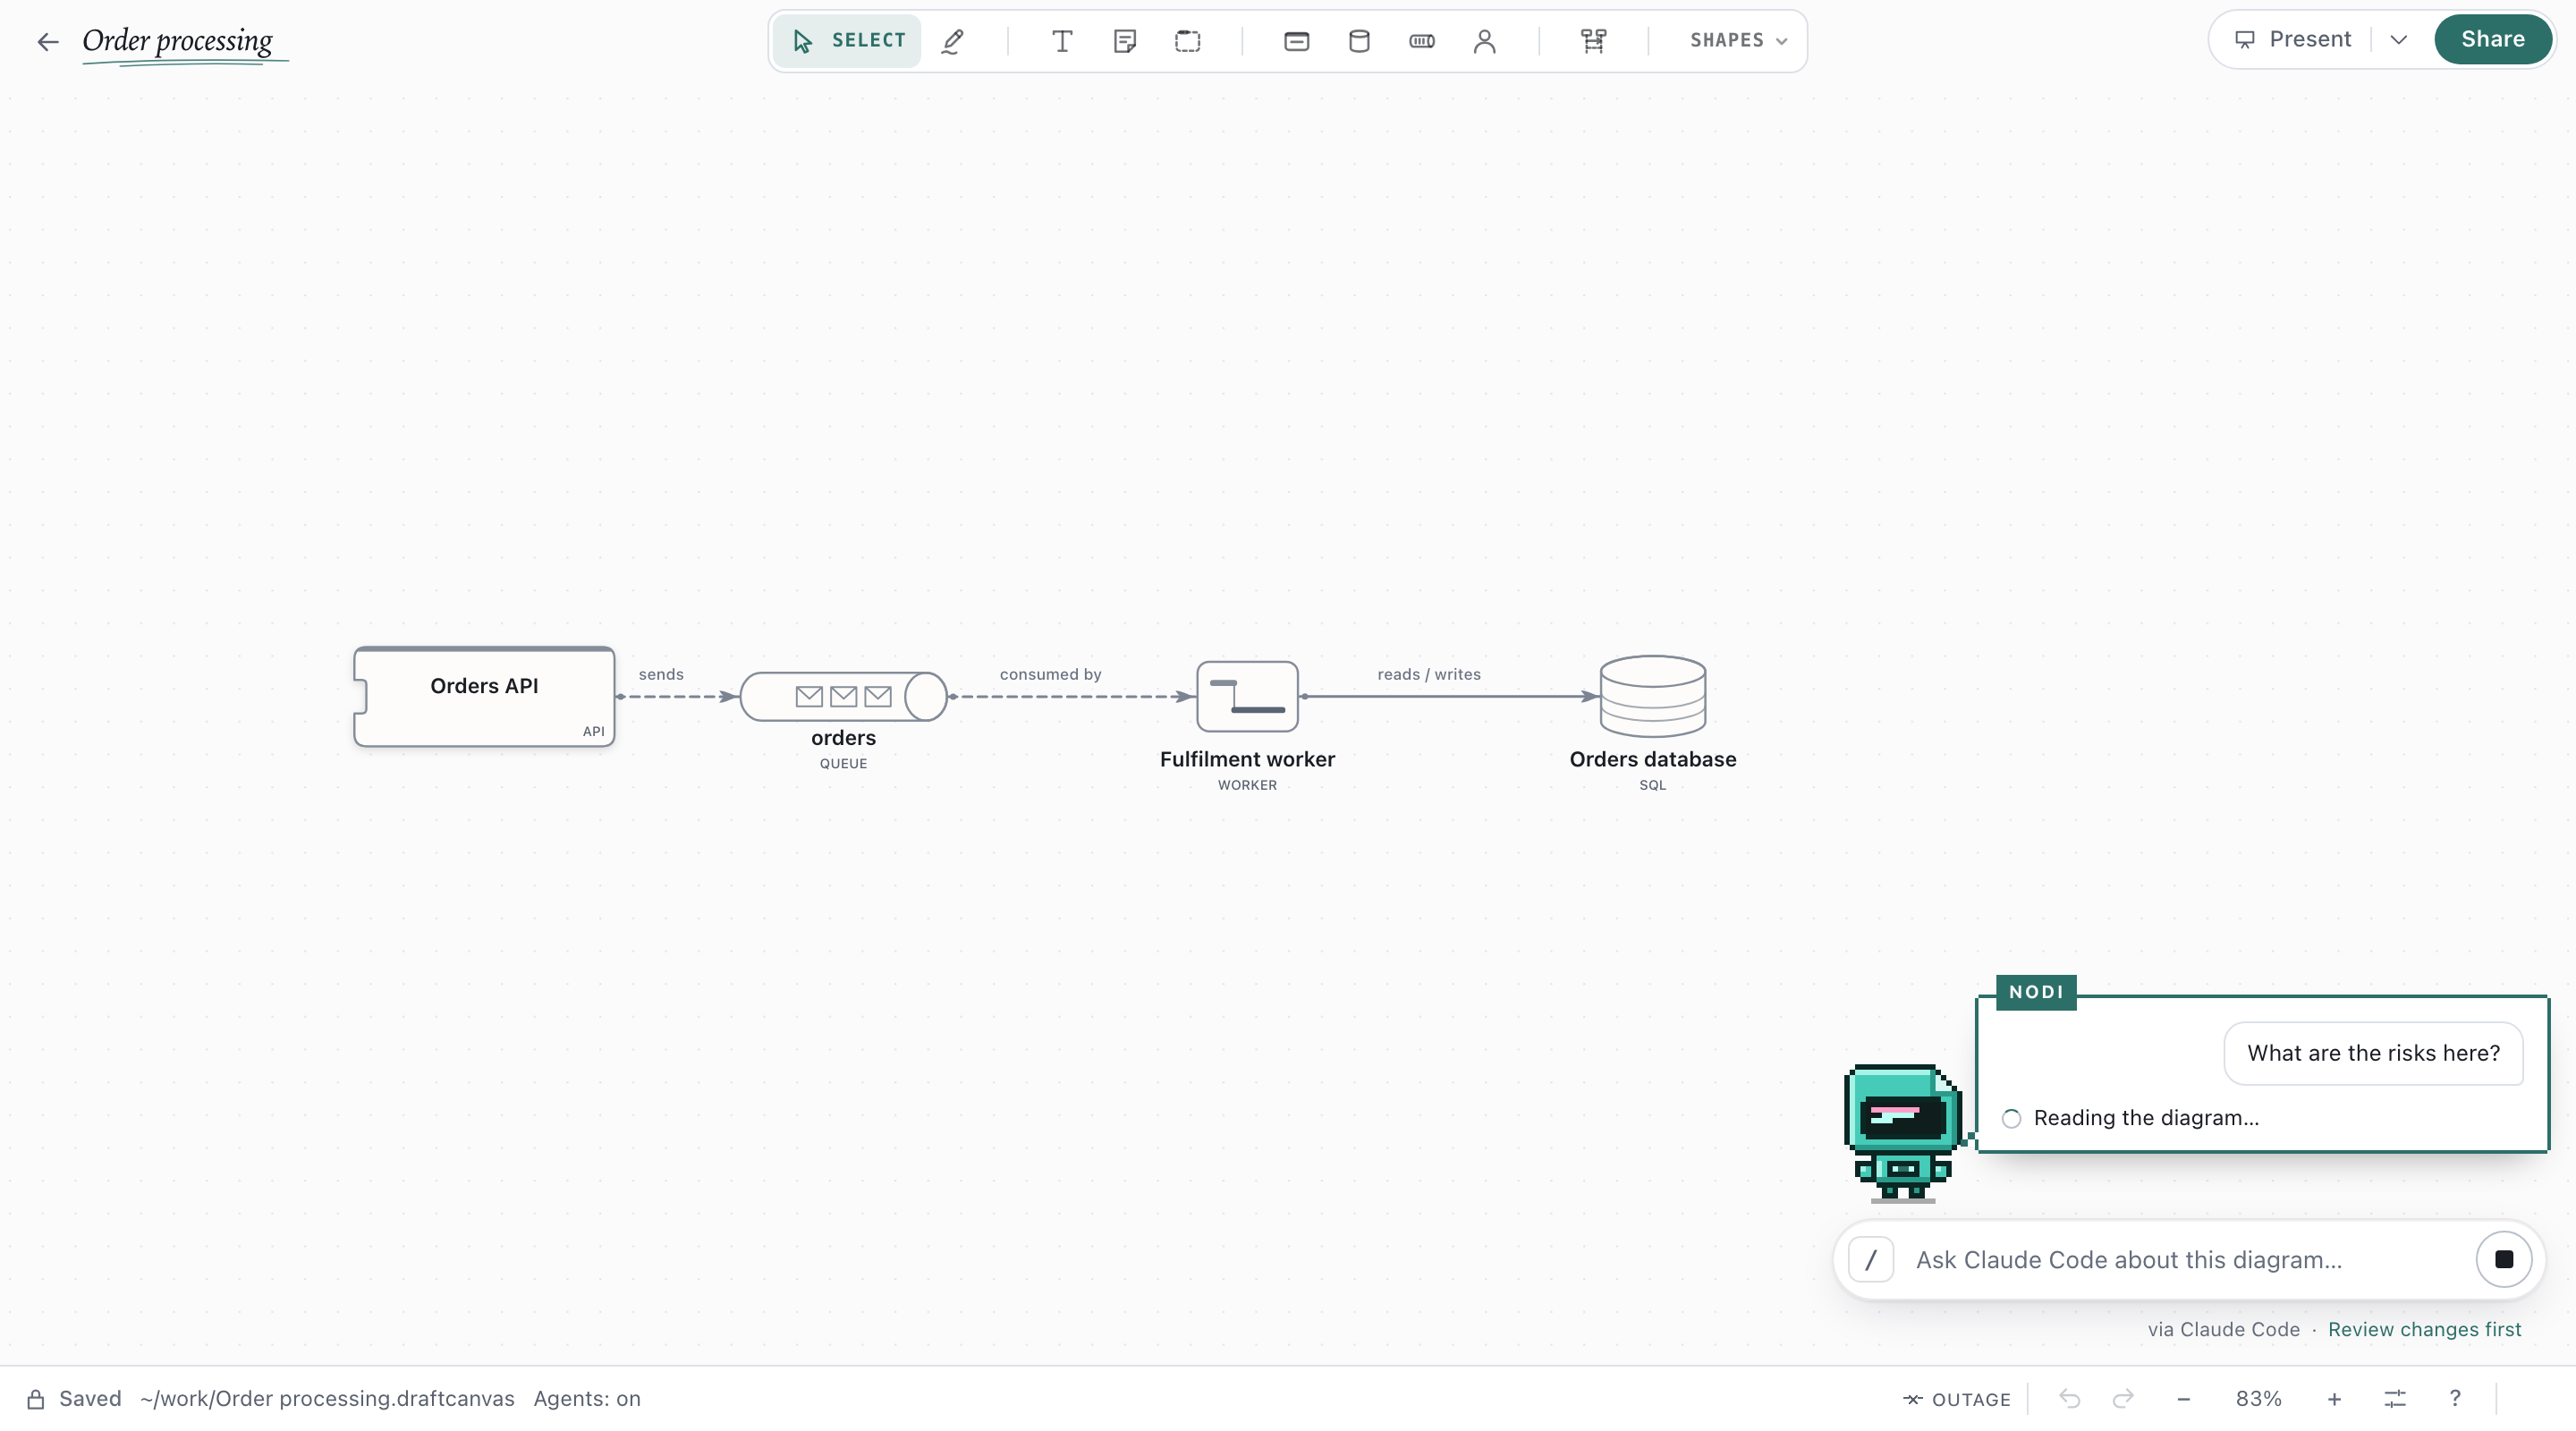 Order processing
SELECT
SHAPES
Present
Share
Orders API
API
sends
orders
QUEUE
consumed by
Fulfilment worker
WORKER
reads / writes
Orders database
SQL
NODI
What are the risks here?
Reading the diagram...
/ Ask Claude Code about this diagram...
via Claude Code · Review changes first
Saved ~/work/Order processing.draftcanvas Agents: on
OUTAGE
− 83% + ?